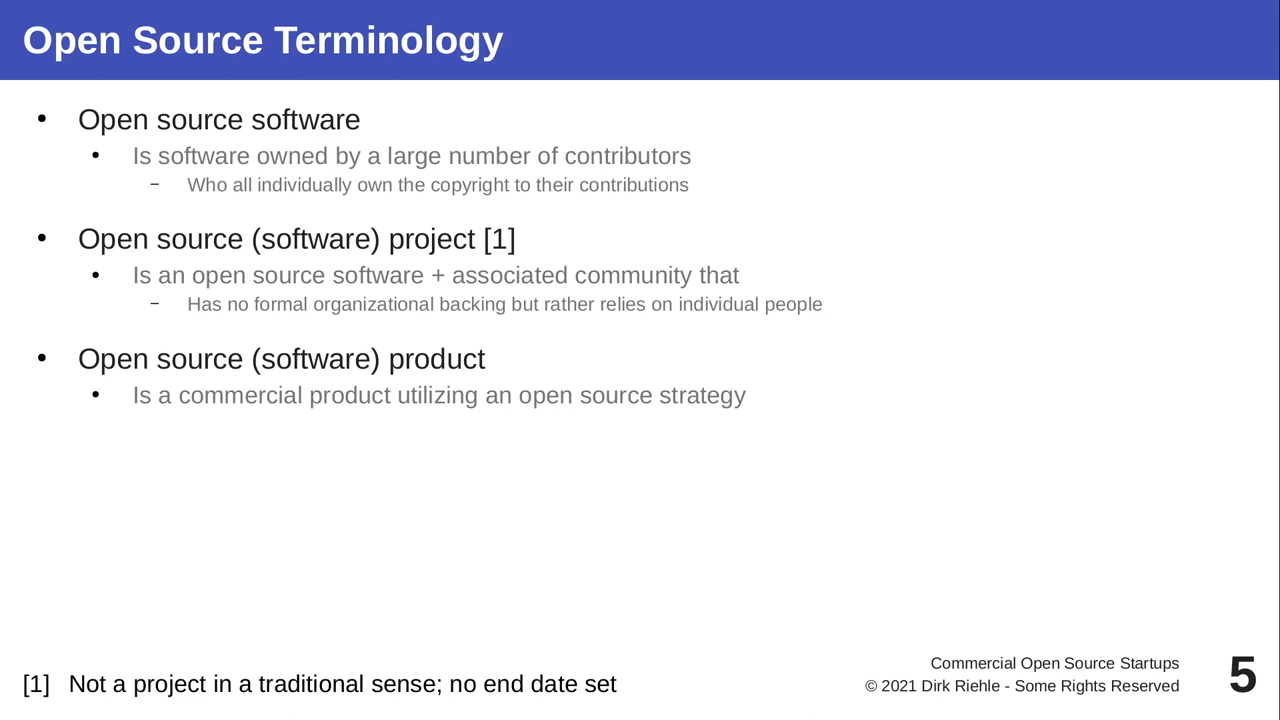 Open Source Terminology
• Open source software
• Is software owned by a large number of contributors
– Who all individually own the copyright to their contributions
• Open source (software) project [1]
• Is an open source software + associated community that
– Has no formal organizational backing but rather relies on individual people
• Open source (software) product
• Is a commercial product utilizing an open source strategy
[1] Not a project in a traditional sense; no end date set
Commercial Open Source Startups
© 2021 Dirk Riehle - Some Rights Reserved
5